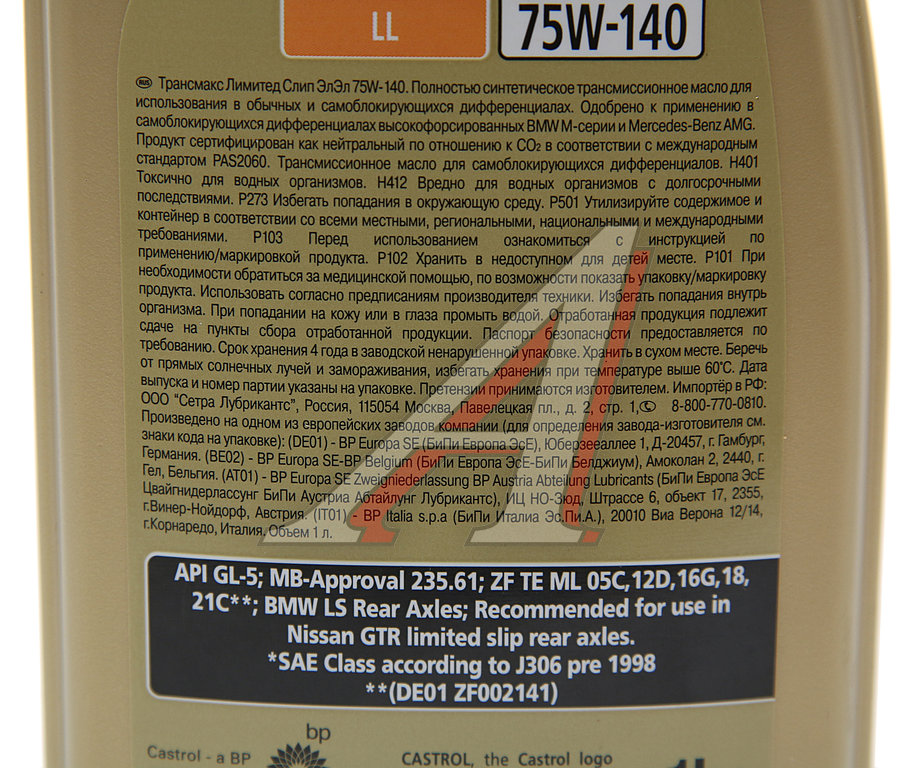 LL
75W-140
RUS Трансмакс Лимитед Слип ЭлЭл 75W-140. Полностью синтетическое трансмиссионное масло для
использования в обычных и самоблокирующихся дифференциалах. Одобрено к применению в
самоблокирующихся дифференциалах высокофорсированных BMW М-серии и Mercedes-Benz AMG.
Продукт сертифицирован как нейтральный по отношению к CO₂ в соответствии с международным
стандартом PAS2060. Трансмиссионное масло для самоблокирующихся дифференциалов. H401
Токсично для водных организмов. H412 Вредно для водных организмов с долгосрочными
последствиями. P273 Избегать попадания в окружающую среду. P501 Утилизируйте содержимое и
контейнер в соответствии со всеми местными, региональными, национальными и международными
требованиями. P103 Перед использованием ознакомиться с инструкцией по
применению/маркировкой продукта. P102 Хранить в недоступном для детей месте. P101 При
необходимости обратиться за медицинской помощью, по возможности показать упаковку/маркировку
продукта. Использовать согласно предписаниям производителя техники. Избегать попадания внутрь
организма. При попадании на кожу или в глаза промыть водой. Отработанная продукция подлежит
сдаче на пункты сбора отработанной продукции. Паспорт безопасности предоставляется по
требованию. Срок хранения 4 года в заводской ненарушенной упаковке. Хранить в сухом месте. Беречь
от прямых солнечных лучей и замораживания, избегать хранения при температуре выше 60°С. Дата
выпуска и номер партии указаны на упаковке. Претензии принимаются изготовителем. Импортёр в РФ:
ООО "Сетра Лубрикантс", Россия, 115054 Москва, Павелецкая пл., д. 2, стр. 1, 8-800-770-0810.
Произведено на одном из европейских заводов компании (для определения завода-изготовителя см.
знаки кода на упаковке): (DE01) - BP Europa SE (БиПи Европа ЭсЕ), Юберзеевллее 1, Д-20457, г. Гамбург,
Германия. (BE02) - BP Europa SE-BP Belgium (БиПи Европа ЭсЕ-БиПи Белджиум), Амоколан 2, 2440, г.
Гел, Бельгия. (AT01) - BP Europa SE Zweigniederlassung BP Austria Abteilung Lubricants (БиПи Европа ЭсЕ
Цвайгнидерлассунг БиПи Аустриа Абтайлунг Лубрикантс), ИЦ НО-Зюд, Штрассе 6, объект 17, 2355,
г.Винер-Нойдорф, Австрия. (IT01) - BP Italia s.p.a (БиПи Италиа Эс.Пи.А.), 20010 Виа Верона 12/14,
г.Корнаредо, Италия. Объем 1 л.
API GL-5; MB-Approval 235.61; ZF TE ML 05C,12D,16G,18,
21C**; BMW LS Rear Axles; Recommended for use in
Nissan GTR limited slip rear axles.
*SAE Class according to J306 pre 1998
**(DE01 ZF002141)
bp
Castrol - a BP
CASTROL, the Castrol logo